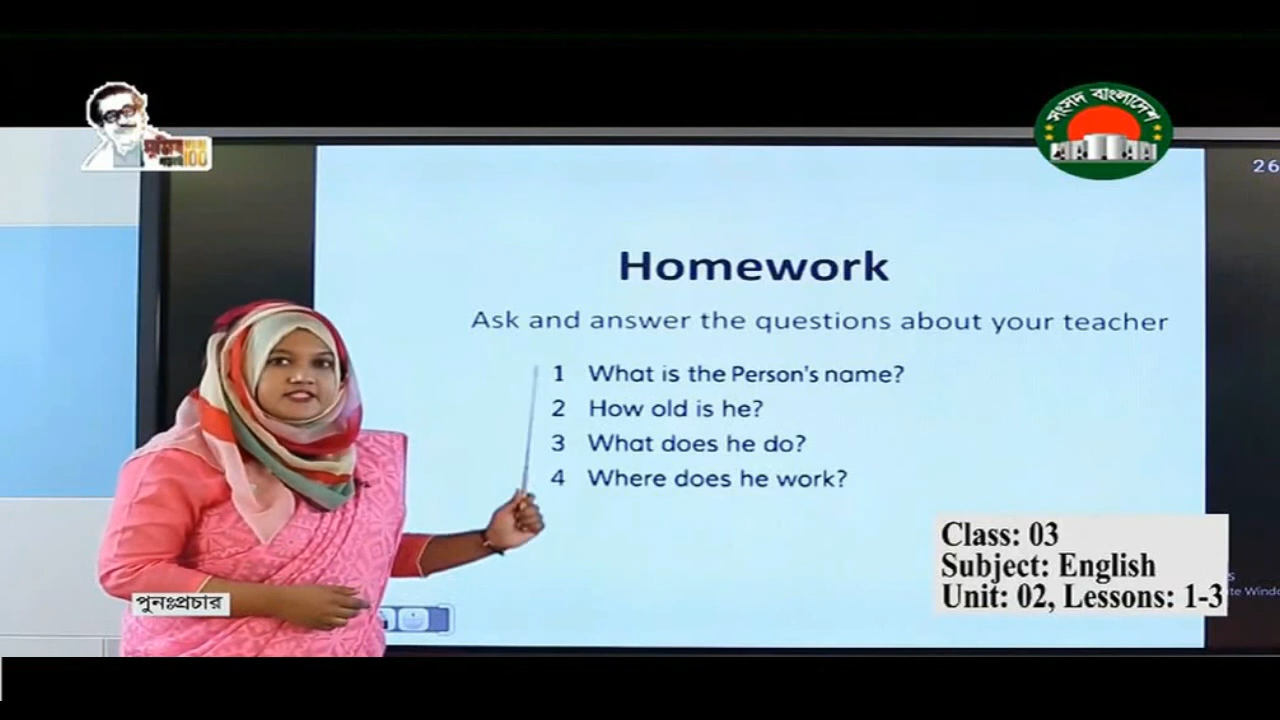 সংসদ বাংলাদেশ
100
26
Homework
Ask and answer the questions about your teacher
1 What is the Person's name?
2 How old is he?
3 What does he do?
4 Where does he work?
Class: 03
Subject: English
Unit: 02, Lessons: 1-3
পুনঃপ্রচার